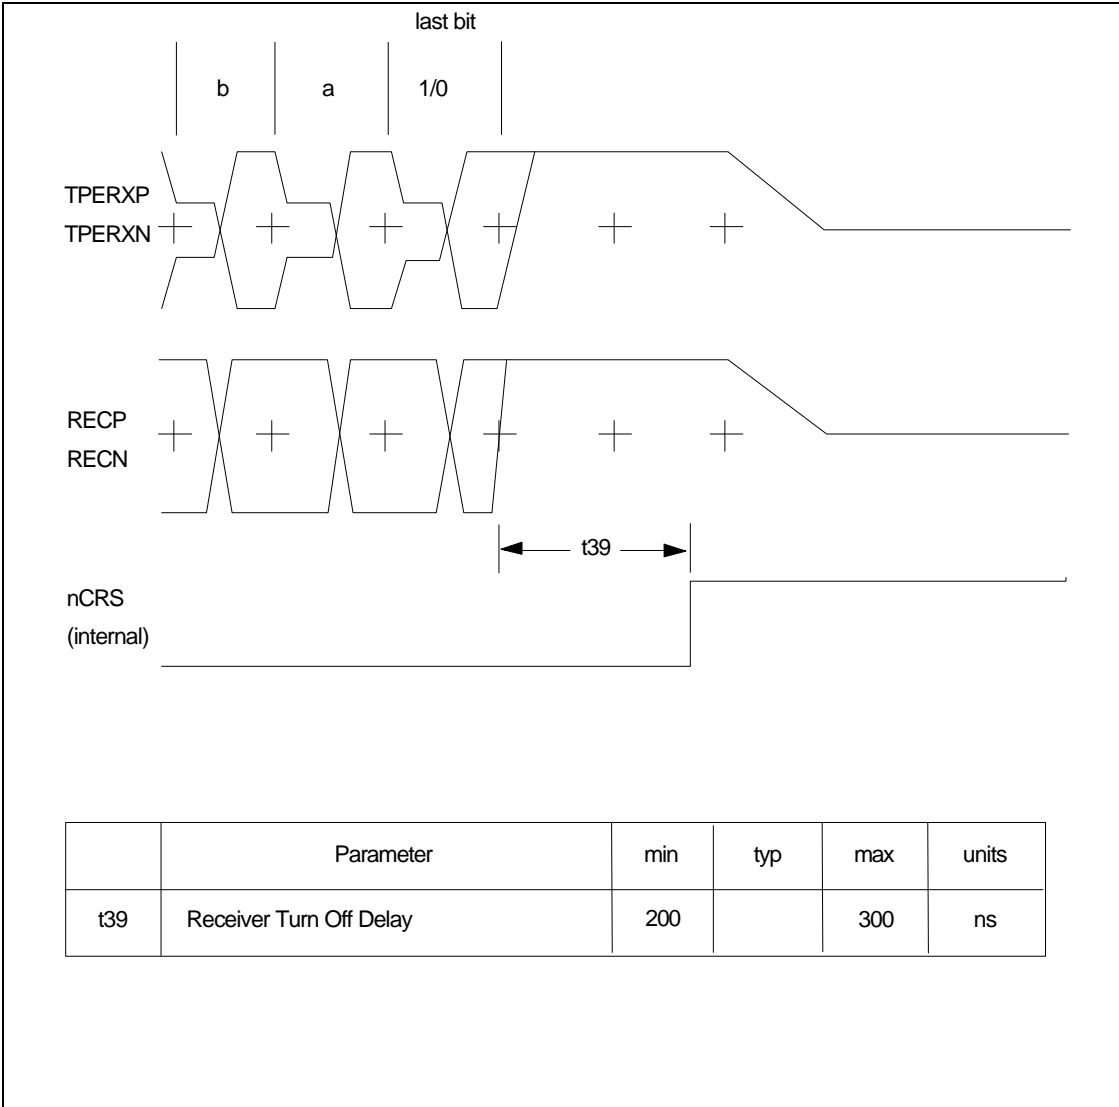 last bit
b a 1/0
TPERXP
TPERXN
RECP
RECN
t39
nCRS
(internal)
Parameter min typ max units
t39 Receiver Turn Off Delay 200 300 ns